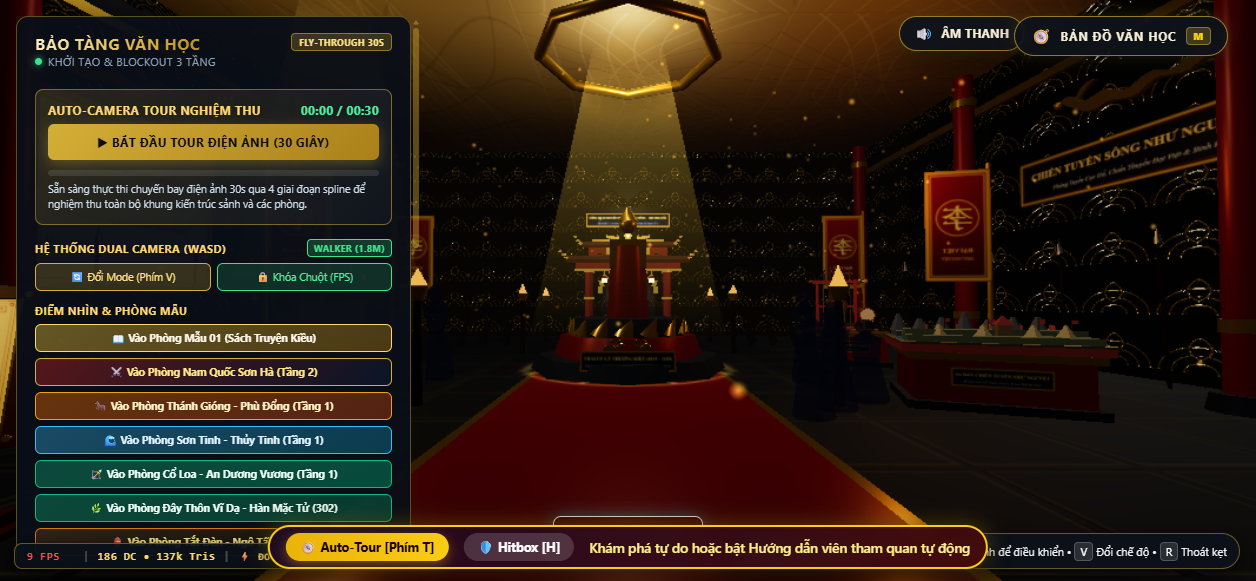 BẢO TÀNG VĂN HỌC
FLY-THROUGH 30S
KHỞI TẠO & BLOCKOUT 3 TẦNG
ÂM THANH
BẢN ĐỒ VĂN HỌC M
AUTO-CAMERA TOUR NGHIỆM THU 00:00 / 00:30
▶ BẮT ĐẦU TOUR ĐIỆN ẢNH (30 GIÂY)
Sẵn sàng thực thi chuyến bay điện ảnh 30s qua 4 giai đoạn spline để
nghiệm thu toàn bộ khung kiến trúc sảnh và các phòng.
HỆ THỐNG DUAL CAMERA (WASD) WALKER (1.8M)
Đổi Mode (Phím V)
Khóa Chuột (FPS)
ĐIỂM NHÌN & PHÒNG MẪU
Vào Phòng Mẫu 01 (Sách Truyện Kiều)
Vào Phòng Nam Quốc Sơn Hà (Tầng 2)
Vào Phòng Thánh Gióng - Phù Đổng (Tầng 1)
Vào Phòng Sơn Tinh - Thủy Tinh (Tầng 1)
Vào Phòng Cổ Loa - An Dương Vương (Tầng 1)
Vào Phòng Đây Thôn Vĩ Dạ - Hàn Mặc Tử (302)
Vào Phòng Tắt Đèn - Ngô
CHIẾN TUYẾN SÔNG NHƯ
9 FPS | 186 DC • 137k Tris |
Auto-Tour [Phím T]
Hitbox [H]
Khám phá tự do hoặc bật Hướng dẫn viên tham quan tự động
để điều khiển • V Đổi chế độ • R Thoát kẹt